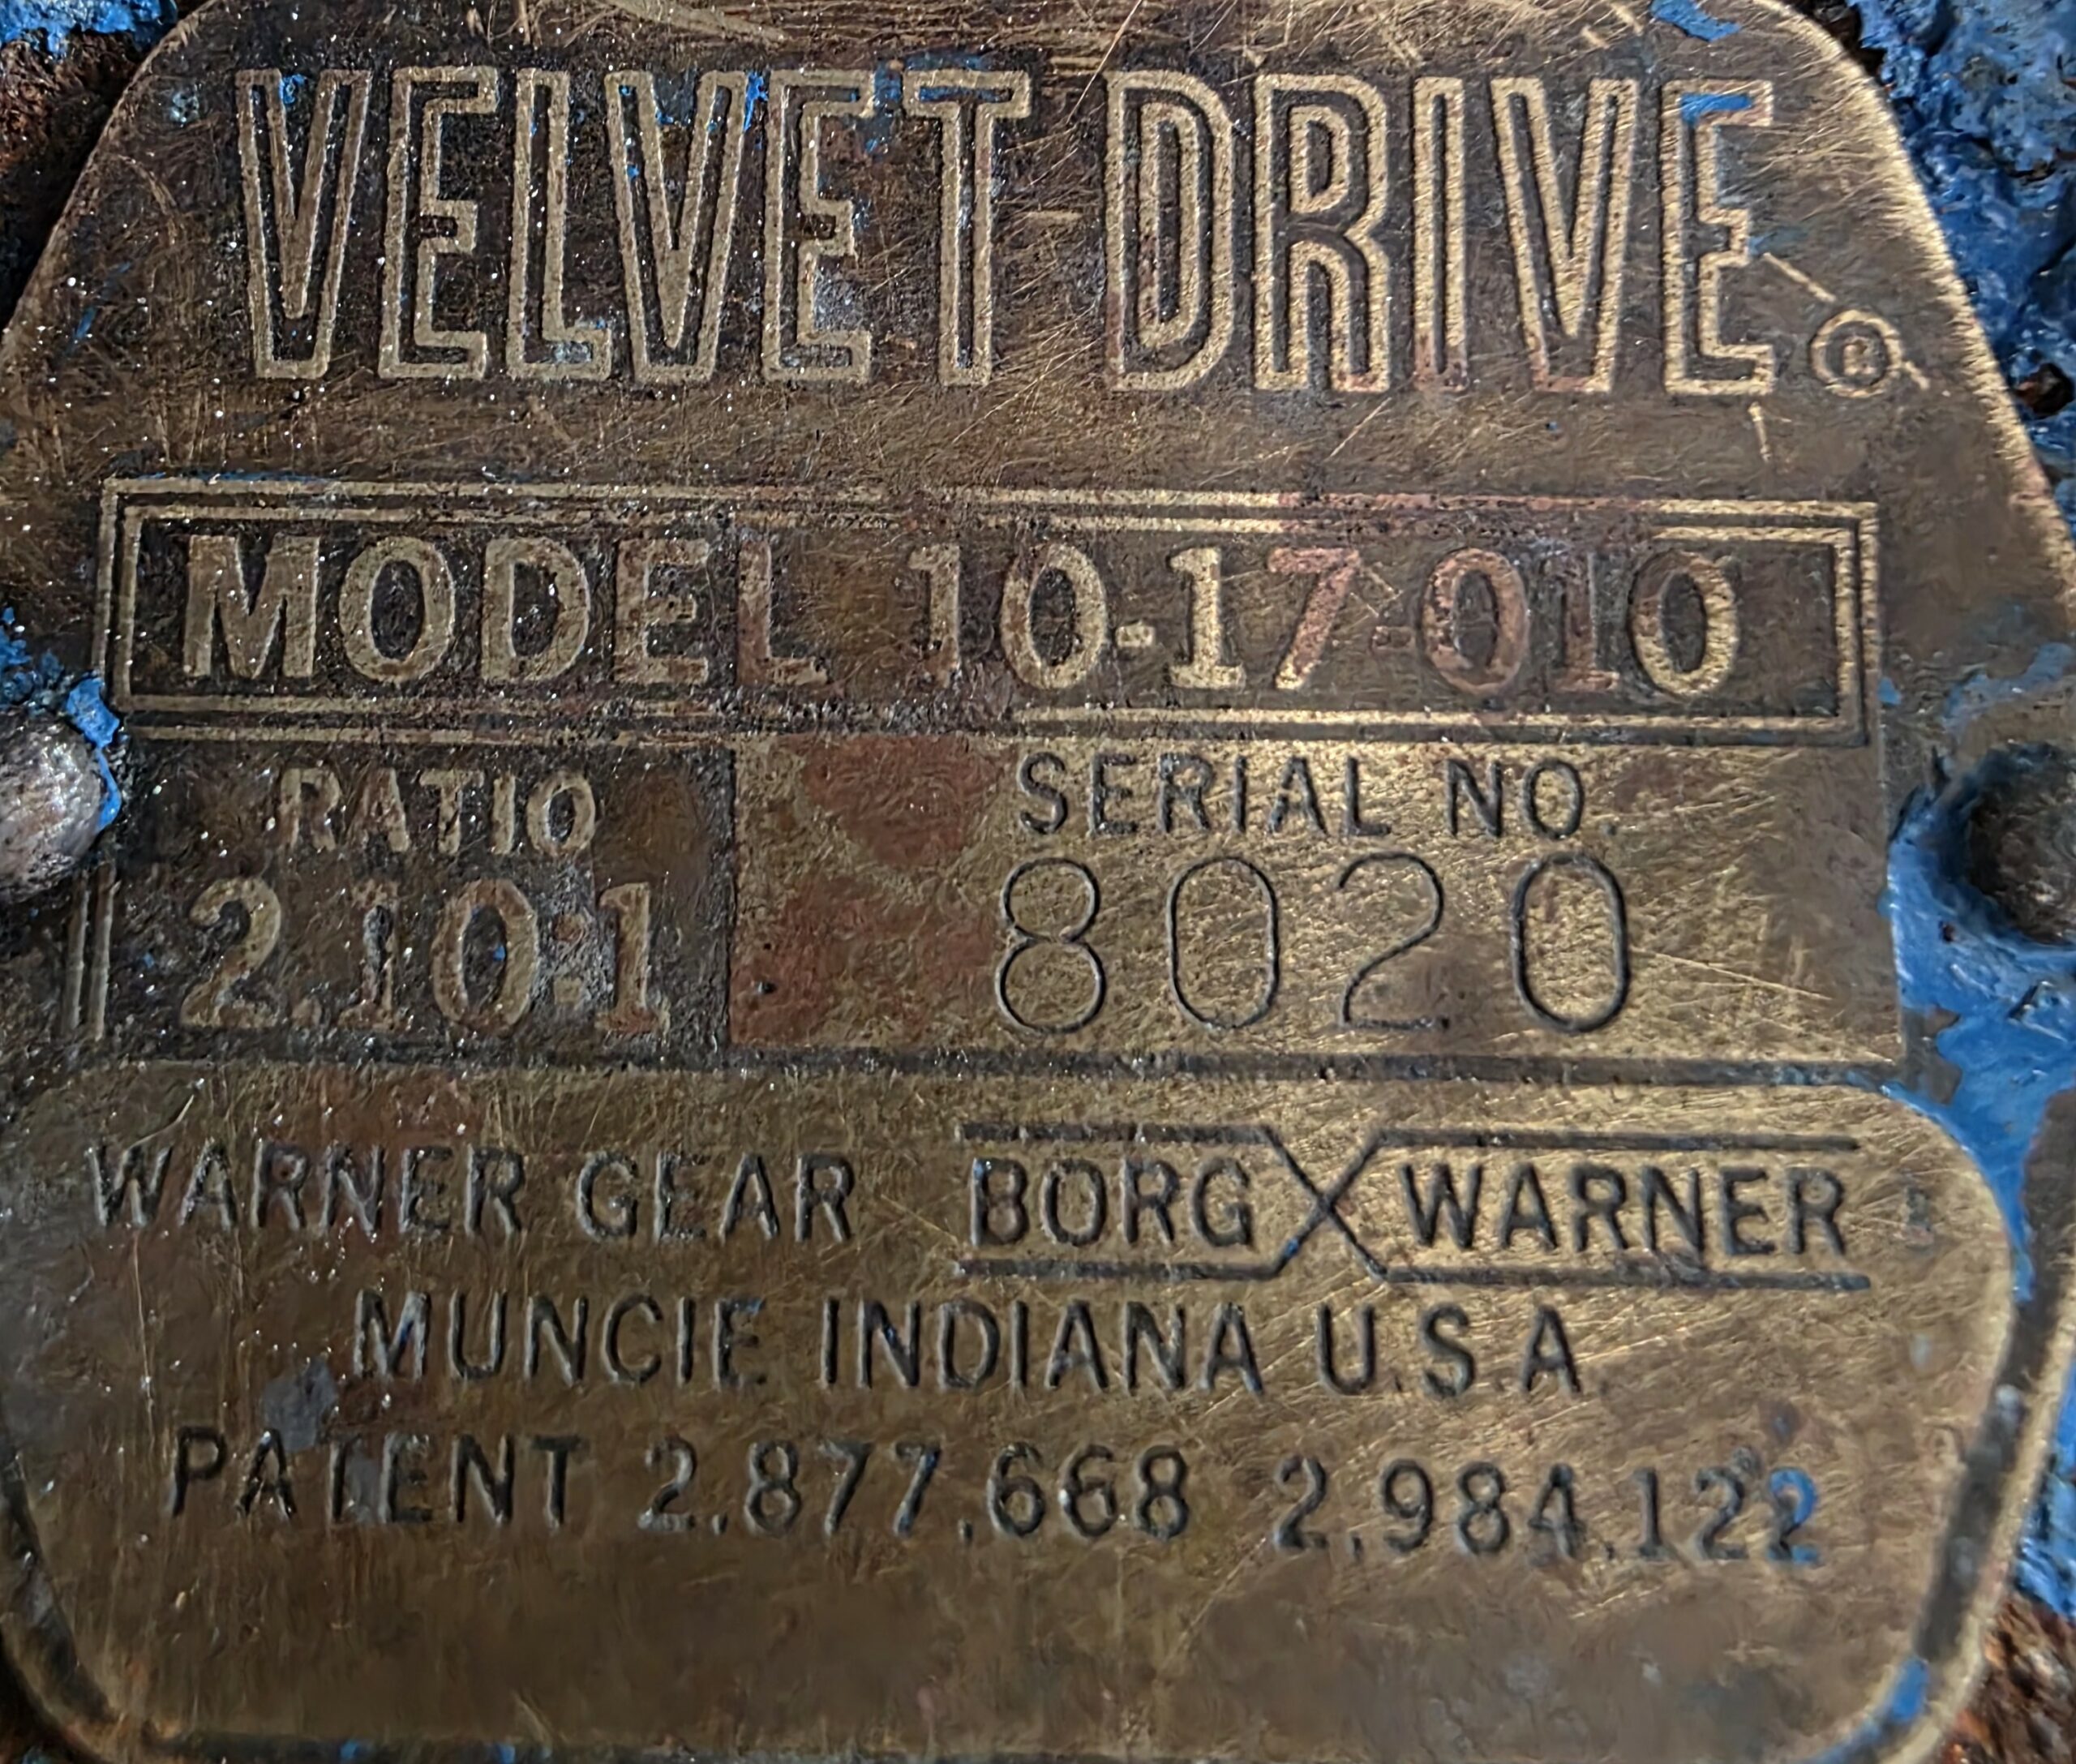 VELVET DRIVE ®
MODEL 10-17-010
RATIO
2.10:1
SERIAL NO.
8020
WARNER GEAR BORG WARNER
MUNCIE INDIANA U.S.A.
PATENT 2,877,668 2,984,122